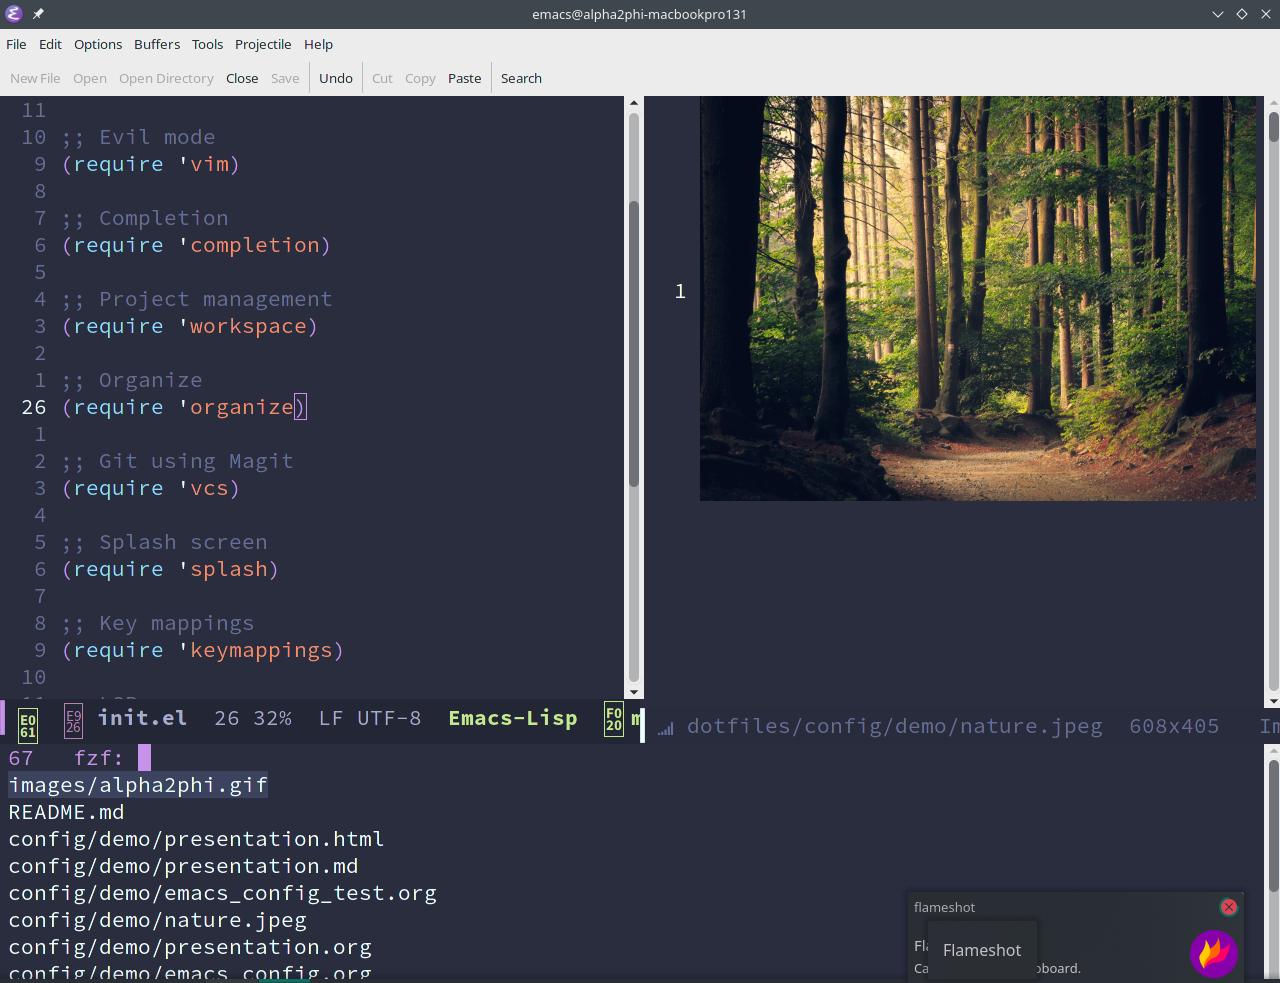 emacs@alpha2phi-macbookpro131
File Edit Options Buffers Tools Projectile Help
New File Open Open Directory Close Save Undo Cut Copy Paste Search
11
10 ;; Evil mode
9 (require 'vim)
8
7 ;; Completion
6 (require 'completion)
5
4 ;; Project management
3 (require 'workspace)
2
1 ;; Organize
26 (require 'organize)
1
2 ;; Git using Magit
3 (require 'vcs)
4
5 ;; Splash screen
6 (require 'splash)
7
8 ;; Key mappings
9 (require 'keymappings)
10
1
E0 61 E9 26 init.el 26 32% LF UTF-8 Emacs-Lisp F0 20 m
dotfiles/config/demo/nature.jpeg 608x405 Im
67 fzf:
images/alpha2phi.gif
README.md
config/demo/presentation.html
config/demo/presentation.md
config/demo/emacs_config_test.org
config/demo/nature.jpeg
config/demo/presentation.org
config/demo/emacs_config.org
flameshot
Fla
Flameshot
Ca
oboard.